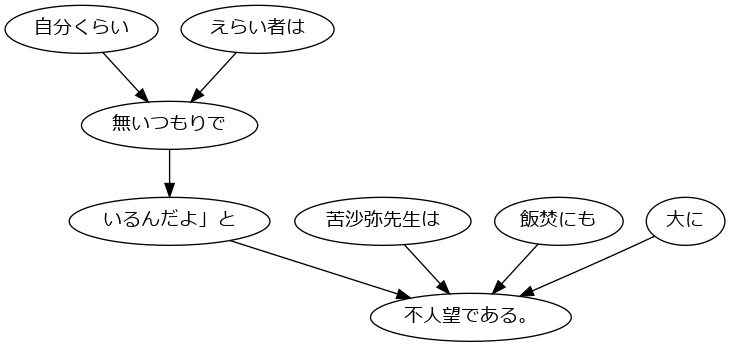 自分くらい
えらい者は
無いつもりで
いるんだよ」と
苦沙弥先生は
飯焚にも
大に
不人望である。